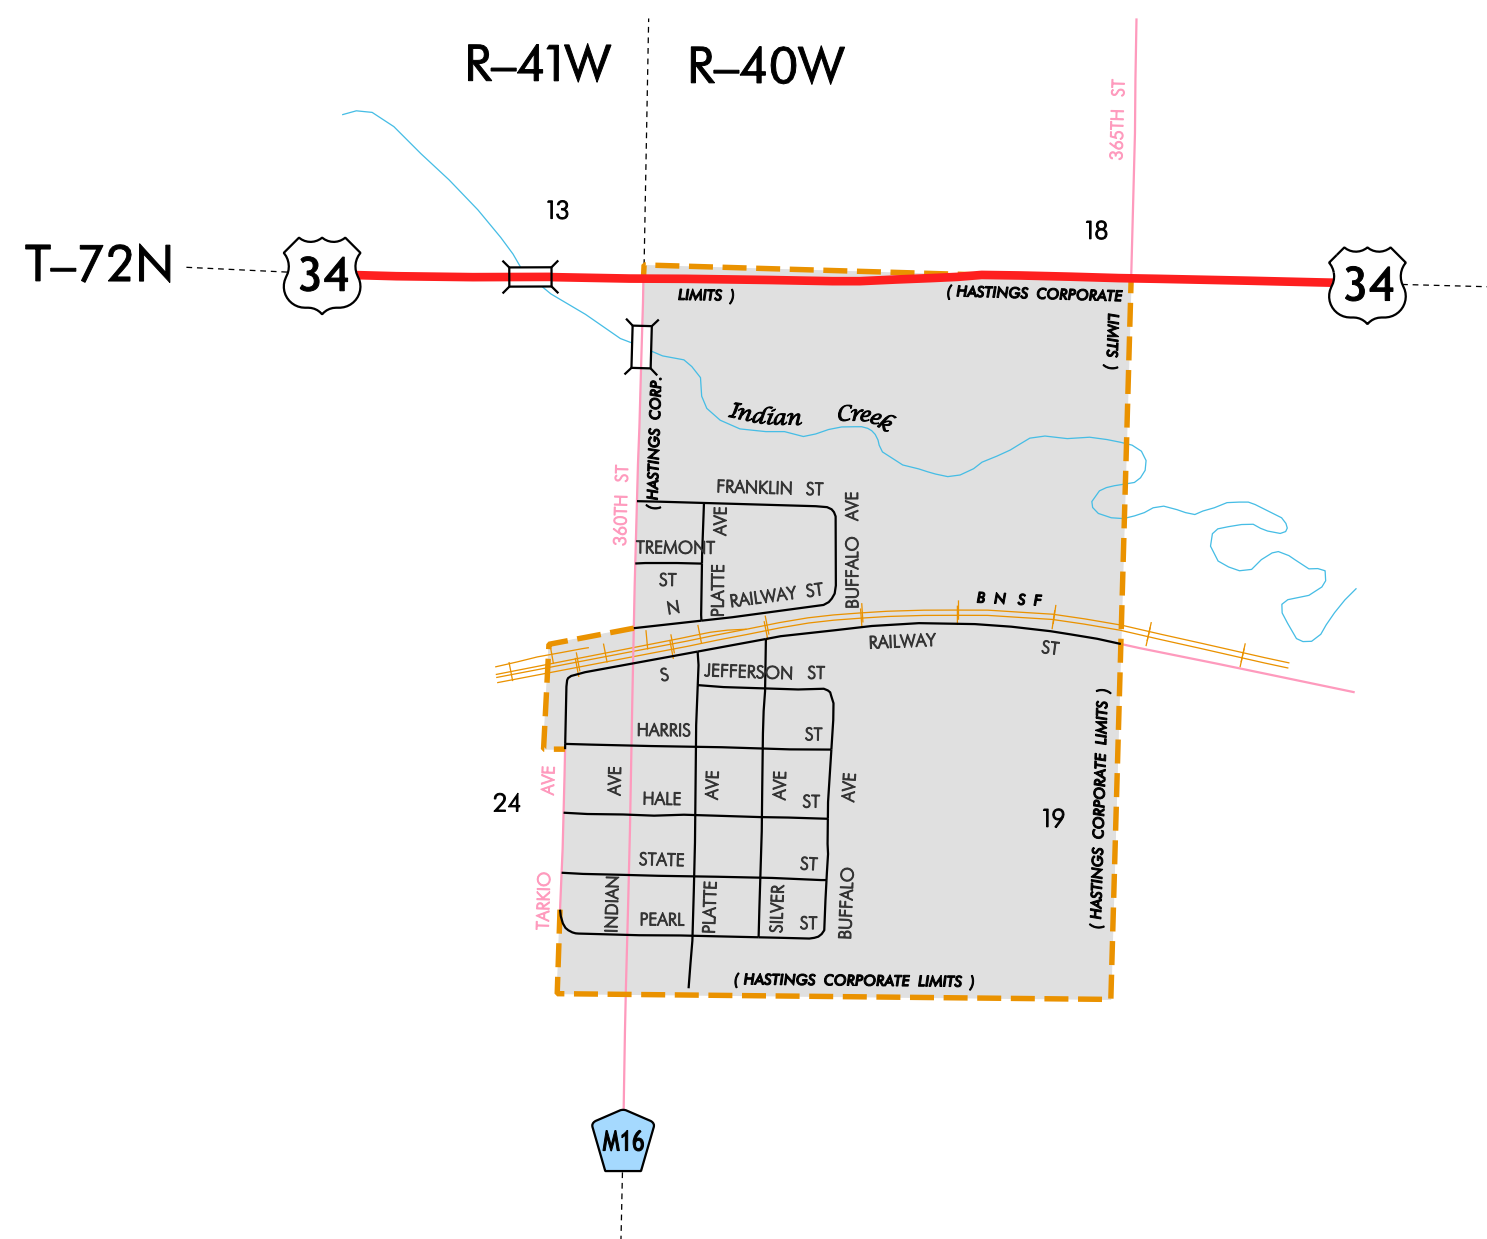 R–41W
R–40W
365TH ST
13
18
T–72N
34
34
LIMITS )
( HASTINGS CORPORATE
LIMITS )
( HASTINGS CORP.
Indian Creek
360TH ST
FRANKLIN ST
PLATTE AVE
BUFFALO AVE
TREMONT
ST
N RAILWAY ST
BNSF
S RAILWAY ST
JEFFERSON ST
HARRIS ST
( HASTINGS CORPORATE LIMITS )
TARKIO AVE
INDIAN AVE
PLATTE AVE
SILVER AVE
BUFFALO AVE
24
HALE ST
19
STATE ST
PEARL ST
( HASTINGS CORPORATE LIMITS )
M16